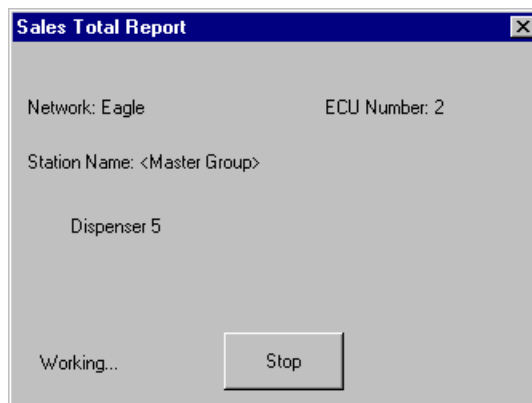 Sales Total Report
Network: Eagle ECU Number: 2
Station Name: <Master Group>
Dispenser 5
Working... Stop